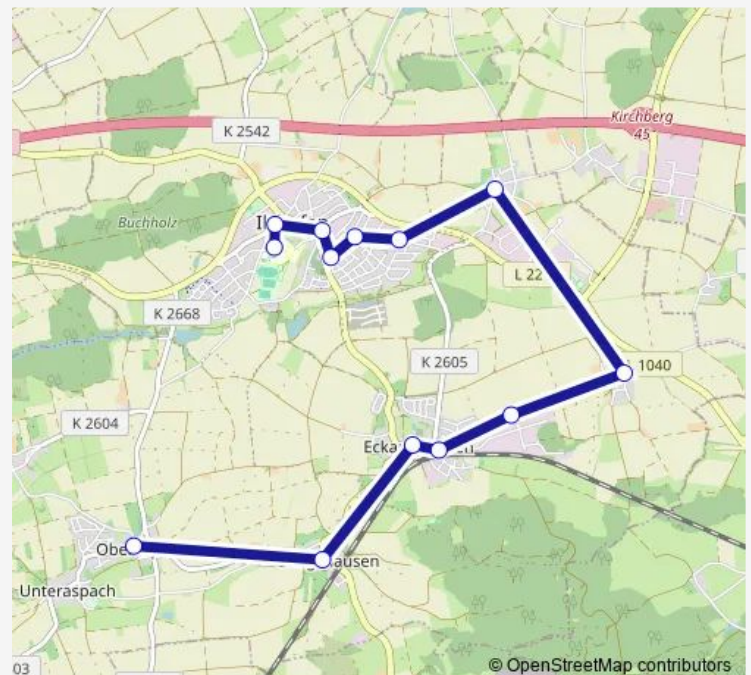 K 2542
Kirchberg
45
Buchholz
L 22
K 2668
K 2605
1040
K 2604
Ecka
Obe
ausen
Unteraspach
03
© OpenStreetMap contributors